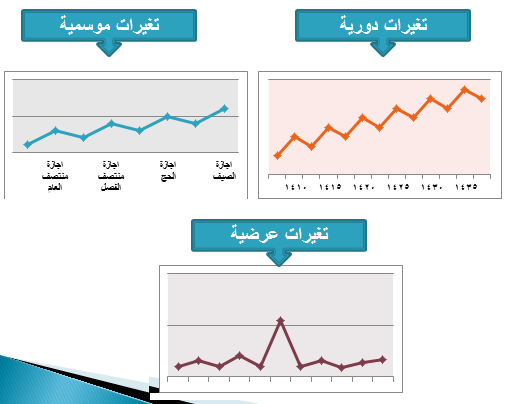 تغيرات دورية
تغيرات موسمية
١٤١٠ ١٤١٥ ١٤٢٠ ١٤٢٥ ١٤٣٠ ١٤٣٥
اجازة
الصيف
اجازة
الحج
اجازة
منتصف
الفصل
اجازة
منتصف
العام
تغيرات عرضية